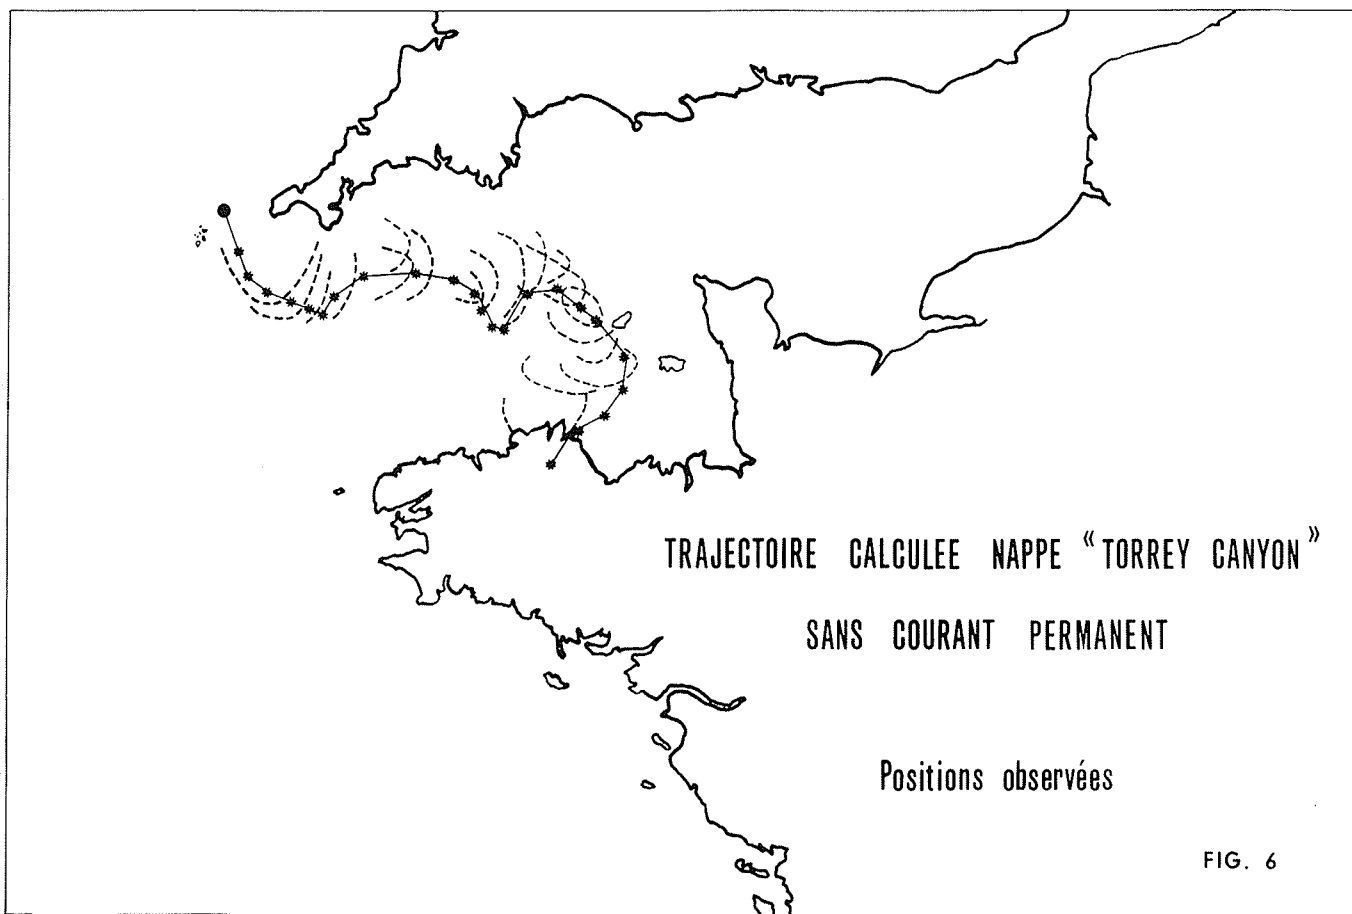 TRAJECTOIRE CALCULEE NAPPE “TORREY CANYON”
SANS COURANT PERMANENT
Positions observées
FIG. 6